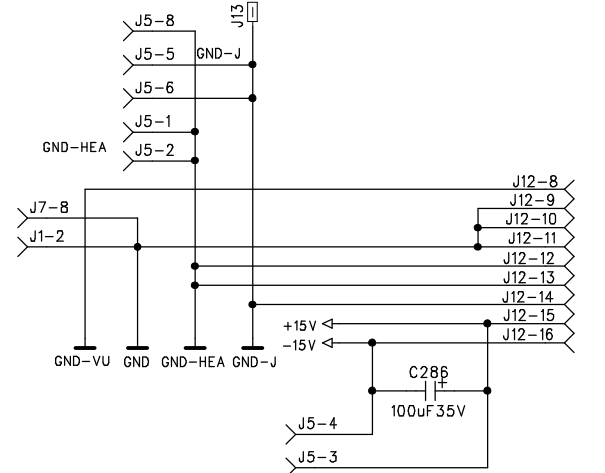 J13
J5-8
J5-5
GND-J
J5-6
J5-1
GND-HEA
J5-2
J12-8
J7-8
J12-9
J12-10
J1-2
J12-11
J12-12
J12-13
J12-14
J12-15
+15V
J12-16
-15V
GND-VU
GND
GND-HEA
GND-J
C286
+
100uF35V
J5-4
J5-3